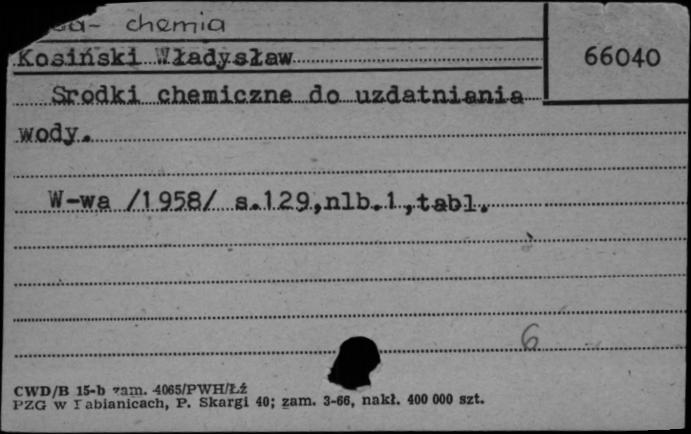 - chemia
66040
Kosiński Władysław
Srodki chemiczne do uzdatniania
wody.
W-wa /1958/ s.129,nlb.1,tabl.
6
CWD/B 15-b zam. 4065/PWH/Łź
PZG w Pabianicach, P. Skargi 40; zam. 3-66, nakł. 400 000 szt.